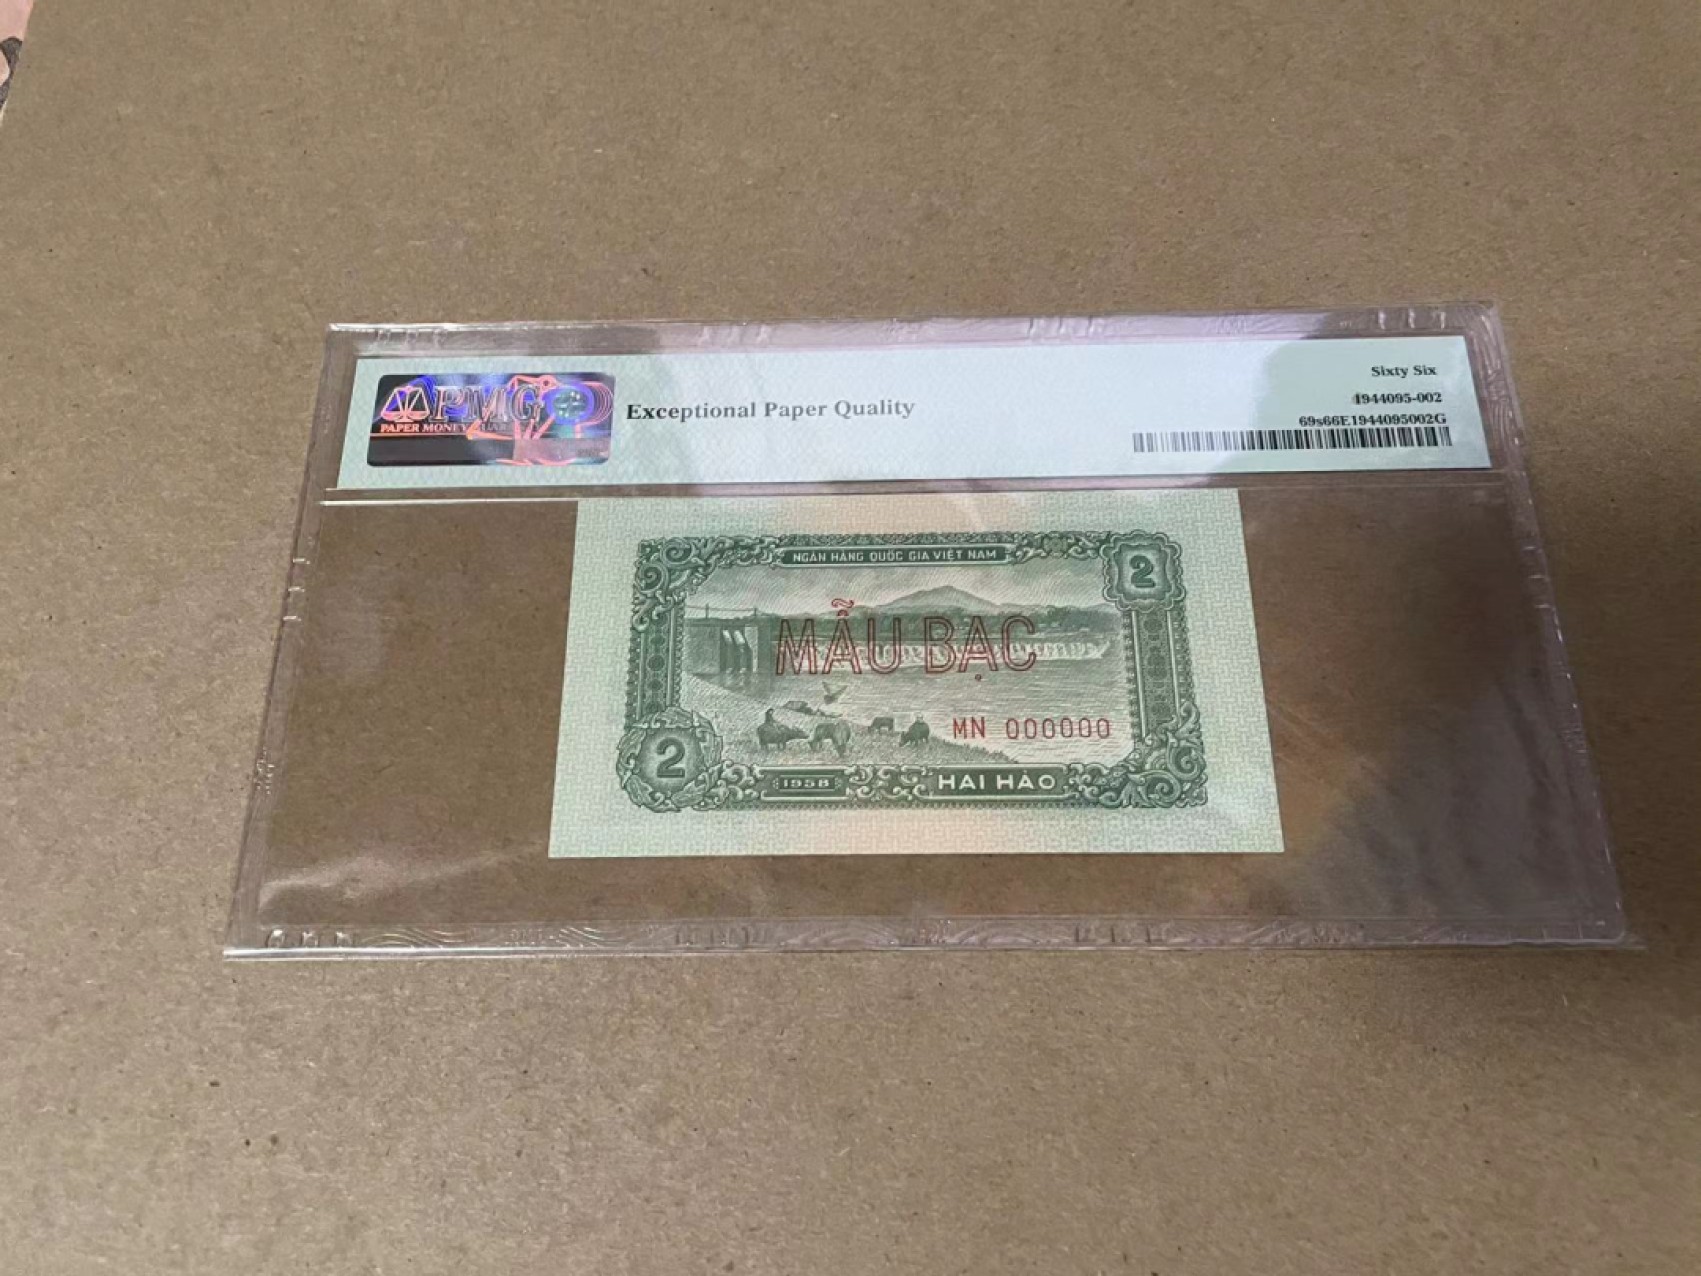 Sixty Six
PMG
PAPER MONEY
Exceptional Paper Quality
1944095-002
69s66E1944095002G
NGÂN HÀNG QUỐC GIA VIỆT NAM
2
MẪU BẠC
MN 000000
2
1958
HAI HÀO